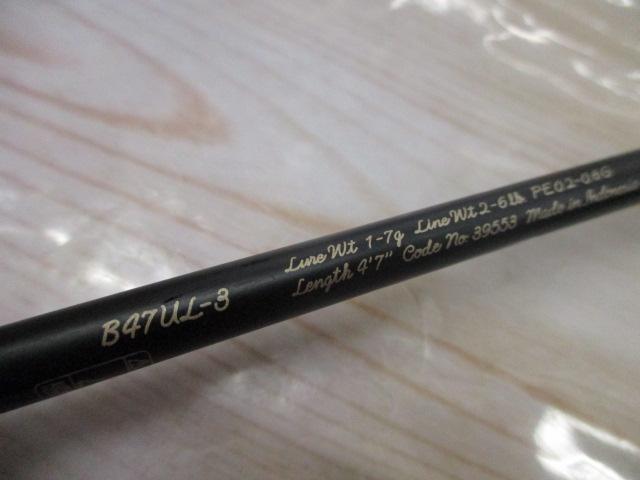 B47UL-3
Lure Wt 1-7g Line Wt 2-6lb PE0.2-0.8G
Length 4'7" Code No 39553 Made in Indonesia